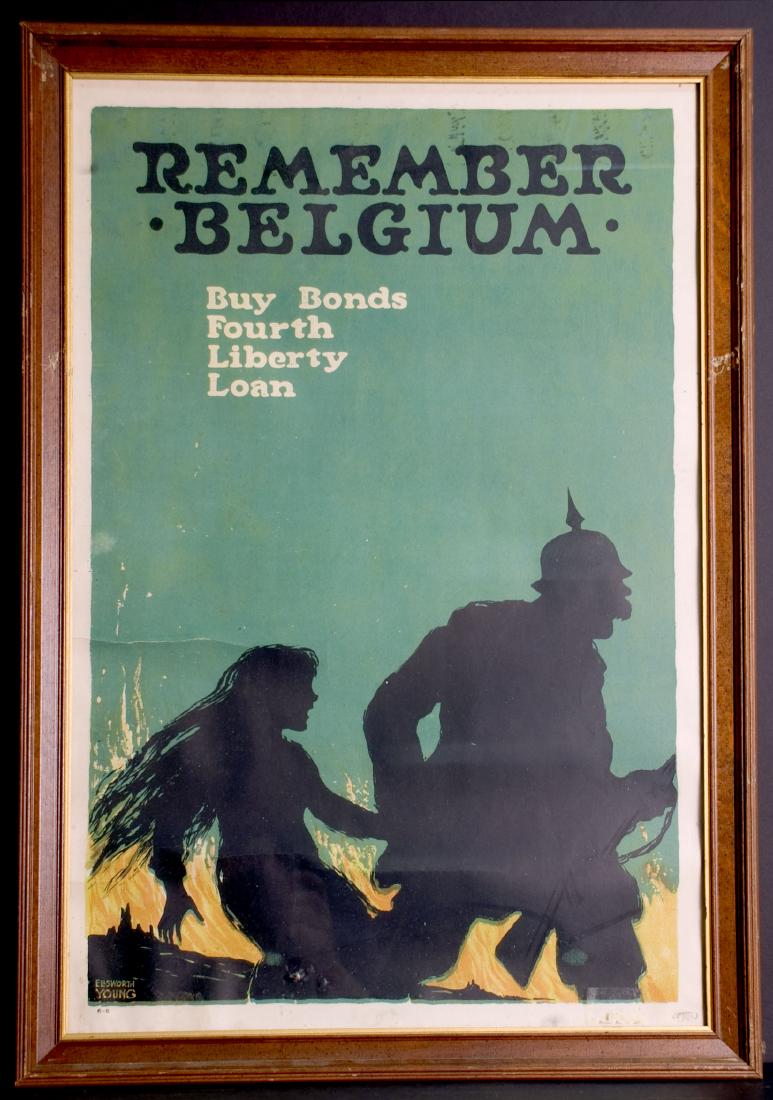 REMEMBER
· BELGIUM ·
Buy Bonds
Fourth
Liberty
Loan
ELLSWORTH
YOUNG